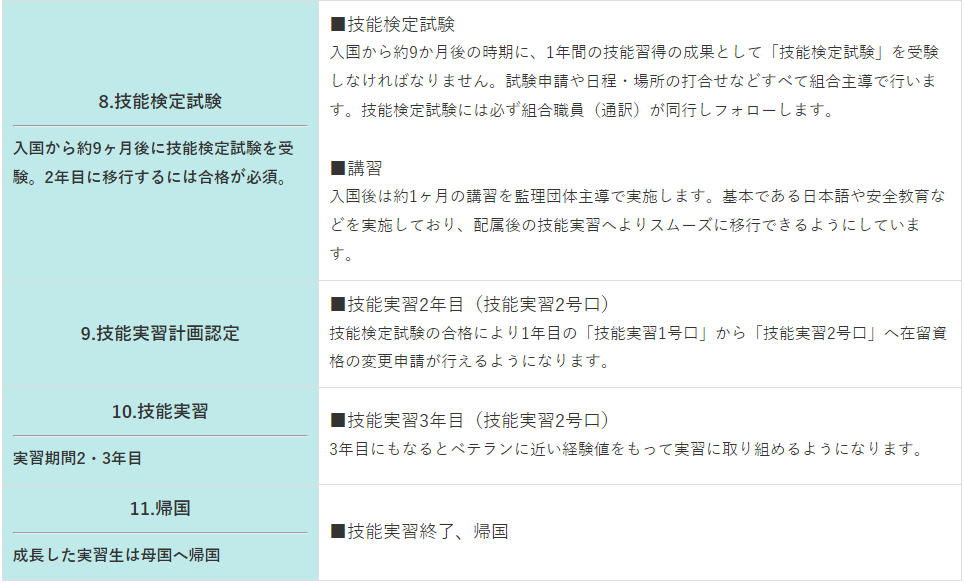 8.技能検定試験
入国から約9ヶ月後に技能検定試験を受
験。2年目に移行するには合格が必須。
■技能検定試験
入国から約9か月後の時期に、1年間の技能習得の成果として「技能検定試験」を受験
しなければなりません。試験申請や日程・場所の打合せなどすべて組合主導で行いま
す。技能検定試験には必ず組合職員（通訳）が同行しフォローします。
■講習
入国後は約1ヶ月の講習を監理団体主導で実施します。基本である日本語や安全教育な
どを実施しており、配属後の技能実習へよりスムーズに移行できるようにしていま
す。
9.技能実習計画認定
■技能実習2年目（技能実習2号ロ）
技能検定試験の合格により1年目の「技能実習1号ロ」から「技能実習2号ロ」へ在留資
格の変更申請が行えるようになります。
10.技能実習
実習期間2・3年目
■技能実習3年目（技能実習2号ロ）
3年目にもなるとベテランに近い経験値をもって実習に取り組めるようになります。
11.帰国
成長した実習生は母国へ帰国
■技能実習終了、帰国